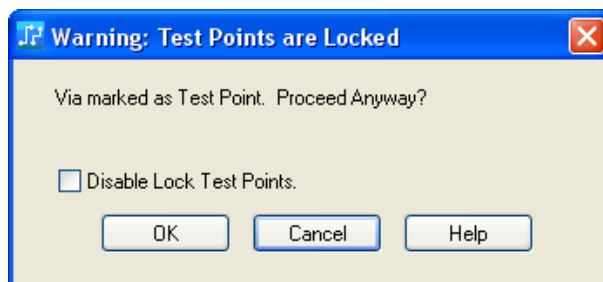 Warning: Test Points are Locked
Via marked as Test Point.  Proceed Anyway?
Disable Lock Test Points.
OK Cancel Help